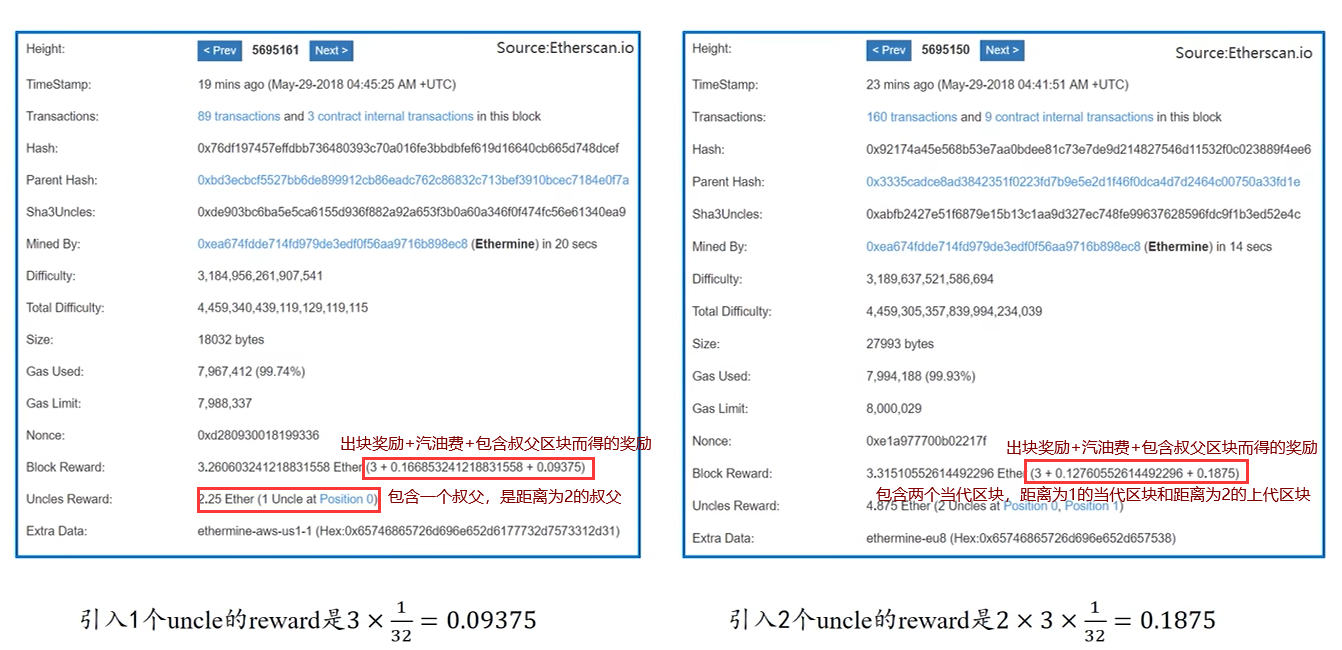 Source:Etherscan.io
Height: < Prev 5695161 Next >
TimeStamp: 19 mins ago (May-29-2018 04:45:25 AM +UTC)
Transactions: 89 transactions and 3 contract internal transactions in this block
Hash: 0x76df197457effdbb736480393c70a016fe3bbdbfef619d16640cb665d748dcef
Parent Hash: 0xbd3ecbcf5527bb6de899912cb86eadc762c86832c713bef3910bcec7184e0f7a
Sha3Uncles: 0xde903bc6ba5e5ca6155d936f882a92a653f3b0a60a346f0f474fc56e61340ea9
Mined By: 0xea674fdde714fd979de3edf0f56aa9716b898ec8 (Ethermine) in 20 secs
Difficulty: 3,184,956,261,907,541
Total Difficulty: 4,459,340,439,119,129,119,115
Size: 18032 bytes
Gas Used: 7,967,412 (99.74%)
Gas Limit: 7,988,337
Nonce: 0xd280930018199336
出块奖励+汽油费+包含叔父区块而得的奖励
Block Reward: 3.260603241218831558 Ether (3 + 0.166853241218831558 + 0.09375)
Uncles Reward: 2.25 Ether (1 Uncle at Position 0) 包含一个叔父，是距离为2的叔父
Extra Data: ethermine-aws-us1-1 (Hex:0x65746865726d696e652d6177732d7573312d31)
引入1个uncle的reward是3 × 1/32 = 0.09375
Source:Etherscan.io
Height: < Prev 5695150 Next >
TimeStamp: 23 mins ago (May-29-2018 04:41:51 AM +UTC)
Transactions: 160 transactions and 9 contract internal transactions in this block
Hash: 0x92174a45e568b53e7aa0bdee81c73e7de9d214827546d11532f0c023889f4ee6
Parent Hash: 0x3335cadce8ad3842351f0223fd7b9e5e2d1f46f0dca4d7d2464c00750a33fd1e
Sha3Uncles: 0xabfb2427e51f6879e15b13c1aa9d327ec748fe99637628596fdc9f1b3ed52e4c
Mined By: 0xea674fdde714fd979de3edf0f56aa9716b898ec8 (Ethermine) in 14 secs
Difficulty: 3,189,637,521,586,694
Total Difficulty: 4,459,305,357,839,994,234,039
Size: 27993 bytes
Gas Used: 7,994,188 (99.93%)
Gas Limit: 8,000,029
Nonce: 0xe1a977700b02217f
出块奖励+汽油费+包含叔父区块而得的奖励
Block Reward: 3.31510552614492296 Ether (3 + 0.12760552614492296 + 0.1875)
包含两个当代区块，距离为1的当代区块和距离为2的上代区块
Uncles Reward: 4.875 Ether (2 Uncles at Position 0, Position 1)
Extra Data: ethermine-eu8 (Hex:0x65746865726d696e652d657538)
引入2个uncle的reward是2 × 3 × 1/32 = 0.1875